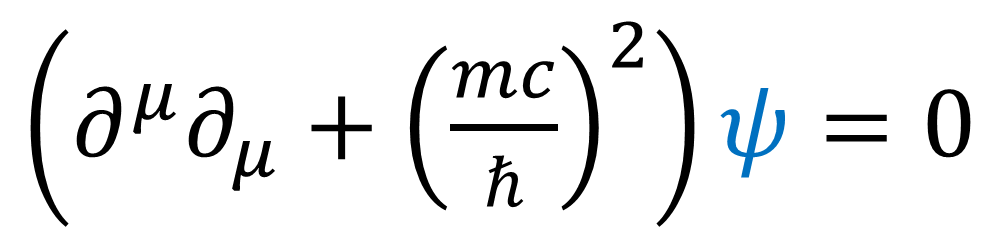 (∂^μ ∂_μ + (mc/ħ)^2) ψ = 0